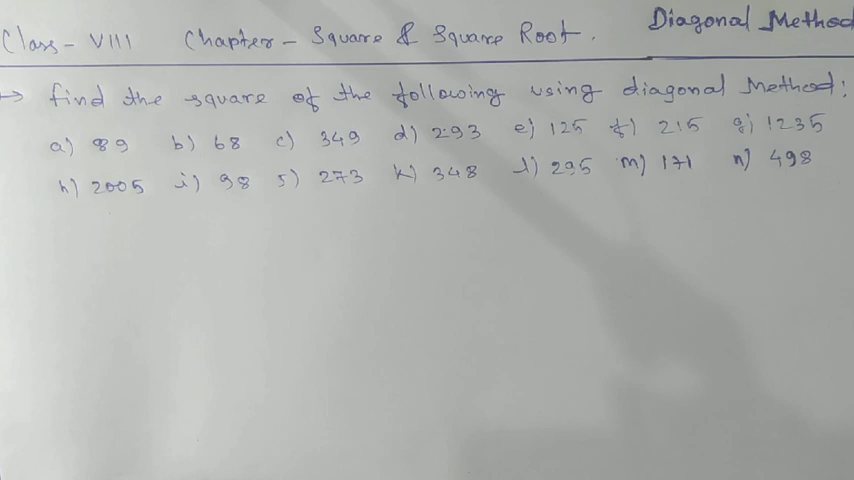 Class - VIII Chapter - Square & Square Root. Diagonal Method
→ find the square of the following using diagonal Method:
a) 89 b) 68 c) 349 d) 293 e) 125 f) 215 g) 1235
h) 2005 i) 98 j) 273 k) 348 l) 295 m) 171 n) 498